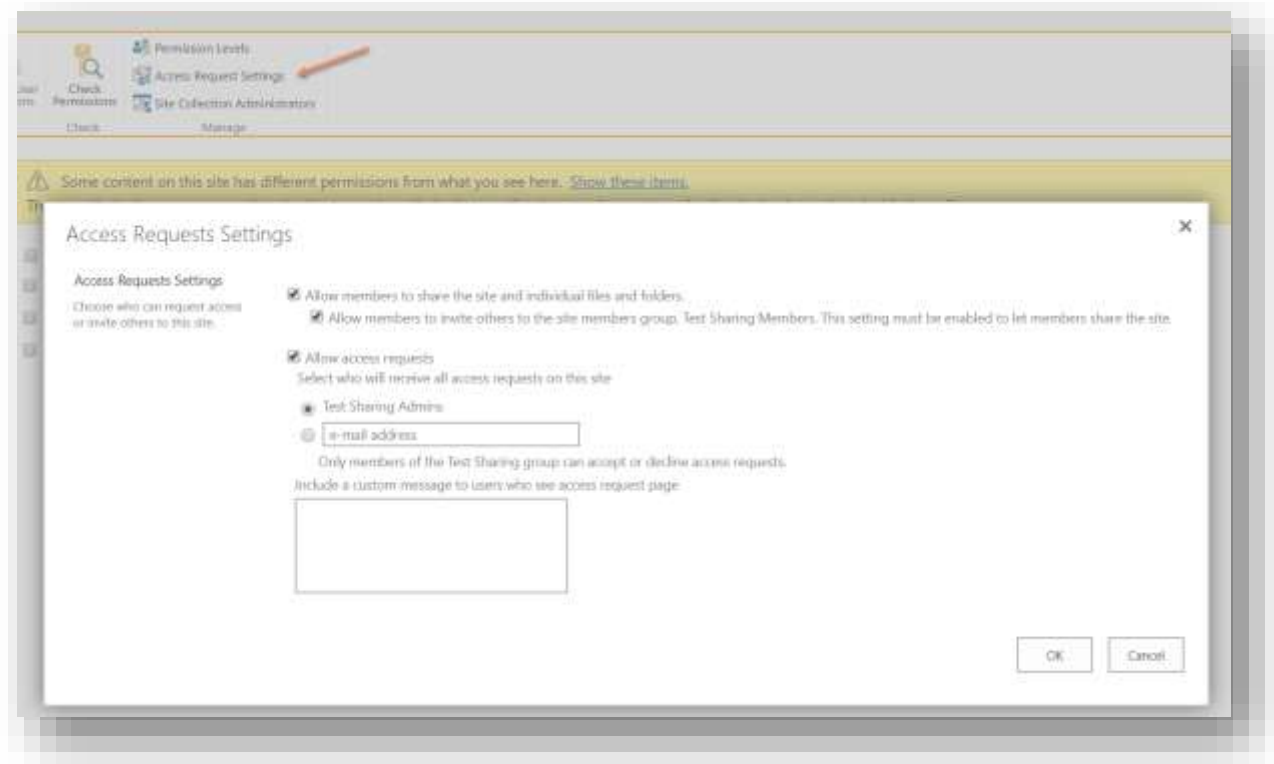 Permission Levels
Access Request Settings
Check
Permissions
Site Collection Administrators
Check
Manage
Some content on this site has different permissions from what you see here. Show these items.
Access Requests Settings
Access Requests Settings
Choose who can request access
or invite others to this site.
Allow members to share the site and individual files and folders.
Allow members to invite others to the site members group, Test Sharing Members. This setting must be enabled to let members share the site.
Allow access requests
Select who will receive all access requests on this site
Test Sharing Admins
e-mail address
Only members of the Test Sharing group can accept or decline access requests.
Include a custom message to users who see access request page
OK
Cancel